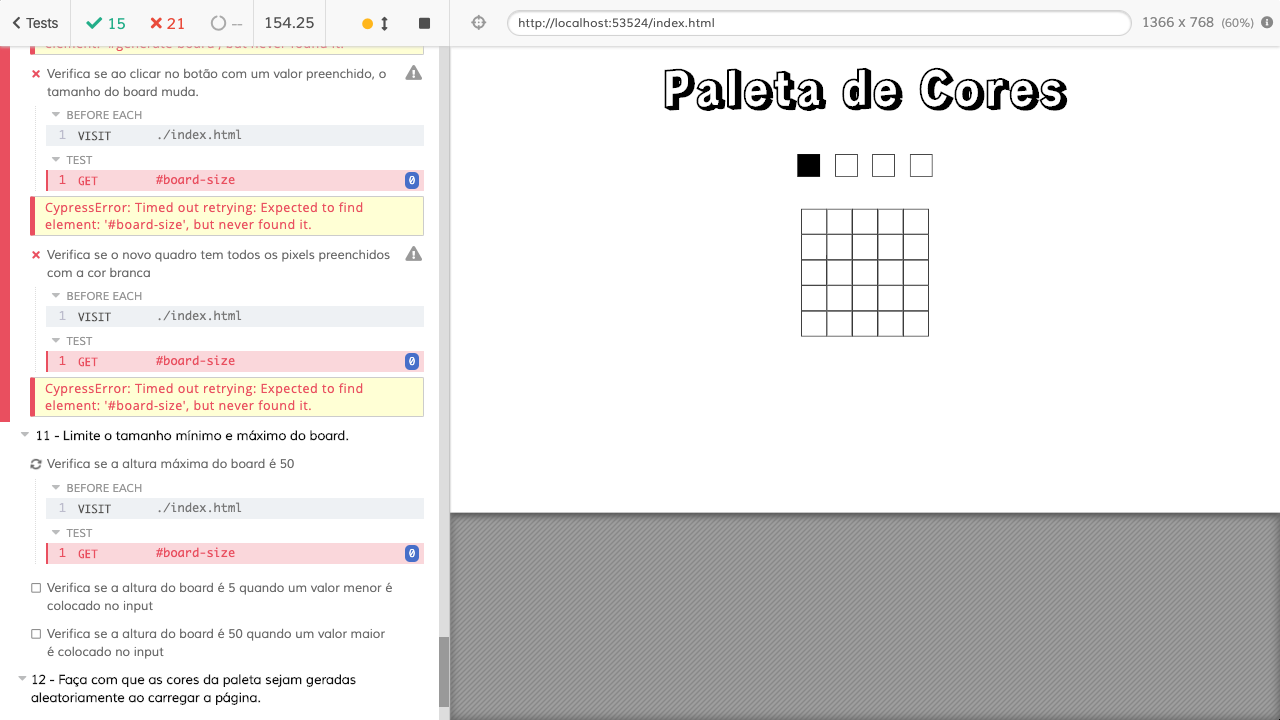 Tests
15
21
--
154.25
http://localhost:53524/index.html
1366 x 768 (60%)
element: '#generate-board', but never found it.
Verifica se ao clicar no botão com um valor preenchido, o
tamanho do board muda.
BEFORE EACH
1 VISIT ./index.html
TEST
1 GET #board-size 0
CypressError: Timed out retrying: Expected to find
element: '#board-size', but never found it.
Verifica se o novo quadro tem todos os pixels preenchidos
com a cor branca
BEFORE EACH
1 VISIT ./index.html
TEST
1 GET #board-size 0
CypressError: Timed out retrying: Expected to find
element: '#board-size', but never found it.
11 - Limite o tamanho mínimo e máximo do board.
Verifica se a altura máxima do board é 50
BEFORE EACH
1 VISIT ./index.html
TEST
1 GET #board-size 0
Verifica se a altura do board é 5 quando um valor menor é
colocado no input
Verifica se a altura do board é 50 quando um valor maior
é colocado no input
12 - Faça com que as cores da paleta sejam geradas
aleatoriamente ao carregar a página.
Paleta de Cores